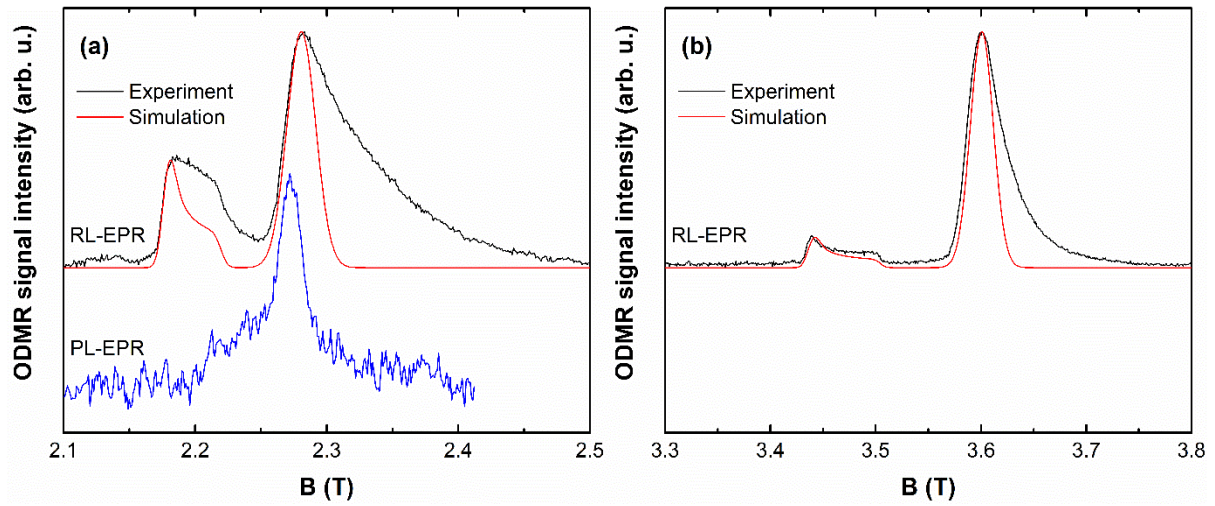 (a)
Experiment
Simulation
RL-EPR
PL-EPR
ODMR signal intensity (arb. u.)
2.1 2.2 2.3 2.4 2.5
B (T)
(b)
Experiment
Simulation
RL-EPR
ODMR signal intensity (arb. u.)
3.3 3.4 3.5 3.6 3.7 3.8
B (T)